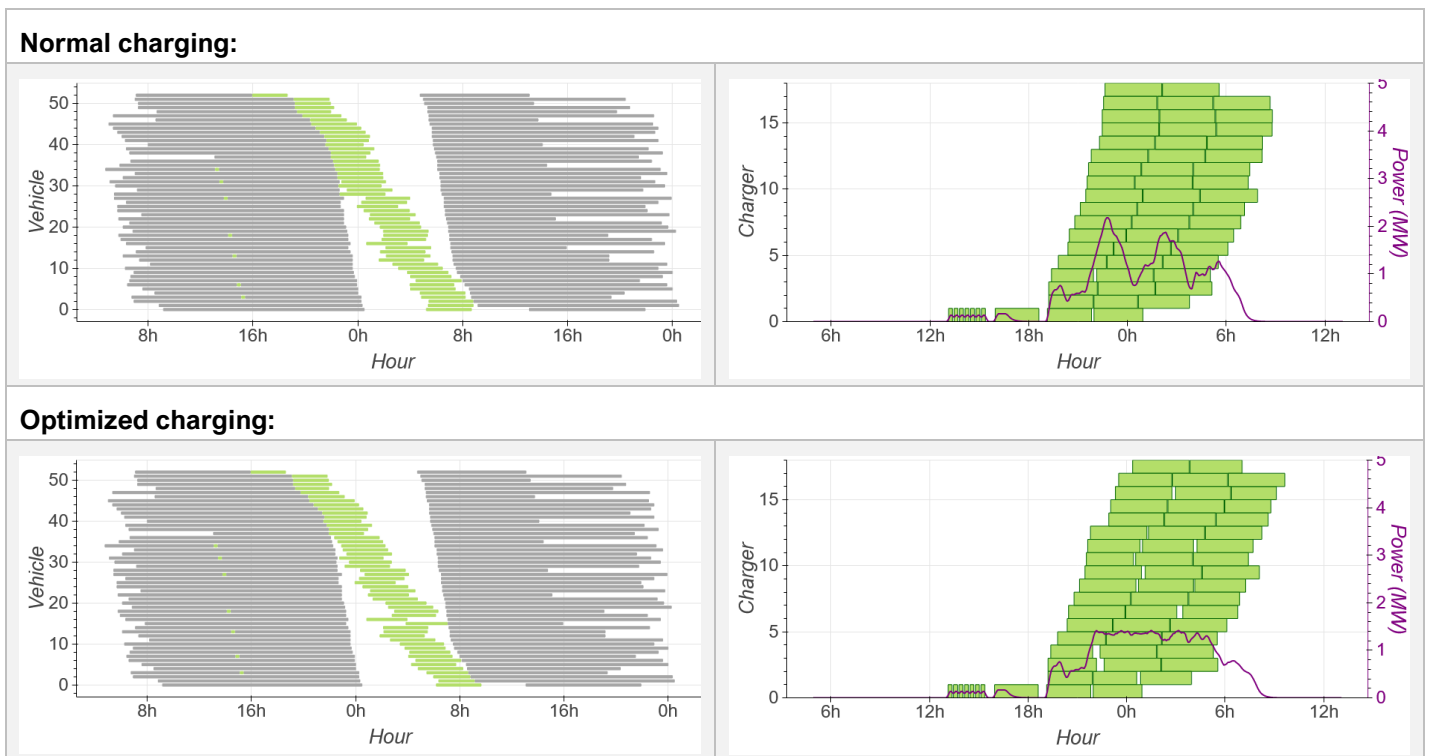 Normal charging:
50
40
30
20
10
0
Vehicle
8h 16h 0h 8h 16h 0h
Hour
15
10
5
0
Charger
5
4
3
2
1
0
Power (MW)
6h 12h 18h 0h 6h 12h
Hour
Optimized charging:
50
40
30
20
10
0
Vehicle
8h 16h 0h 8h 16h 0h
Hour
15
10
5
0
Charger
5
4
3
2
1
0
Power (MW)
6h 12h 18h 0h 6h 12h
Hour